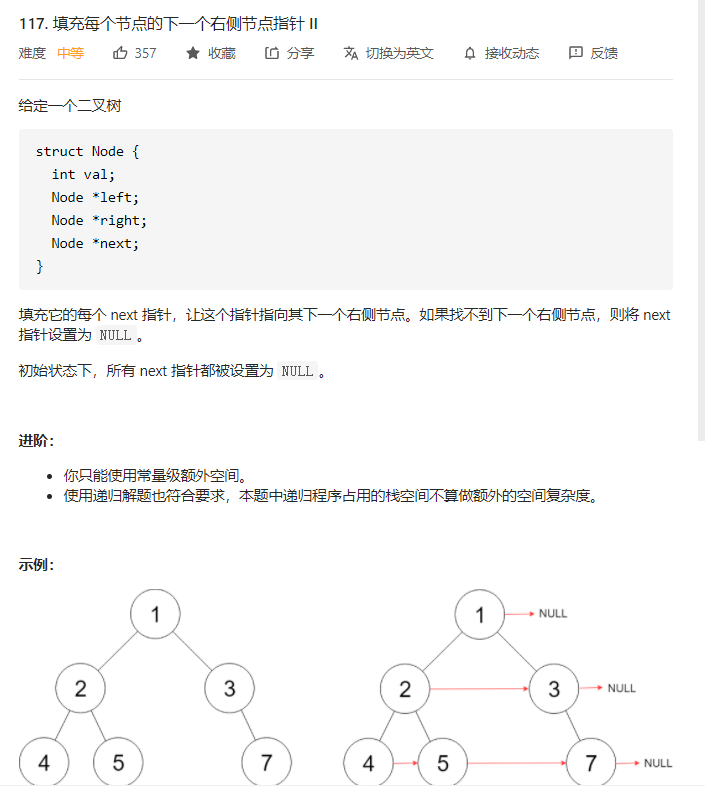 117. 填充每个节点的下一个右侧节点指针 II
难度 中等 357 收藏 分享 切换为英文 接收动态 反馈
给定一个二叉树
struct Node {
  int val;
  Node *left;
  Node *right;
  Node *next;
}
填充它的每个 next 指针，让这个指针指向其下一个右侧节点。如果找不到下一个右侧节点，则将 next
指针设置为 NULL 。
初始状态下，所有 next 指针都被设置为 NULL 。
进阶：
• 你只能使用常量级额外空间。
• 使用递归解题也符合要求，本题中递归程序占用的栈空间不算做额外的空间复杂度。
示例：
1 1 NULL
2 3 2 3 NULL
4 5 7 4 5 7 NULL